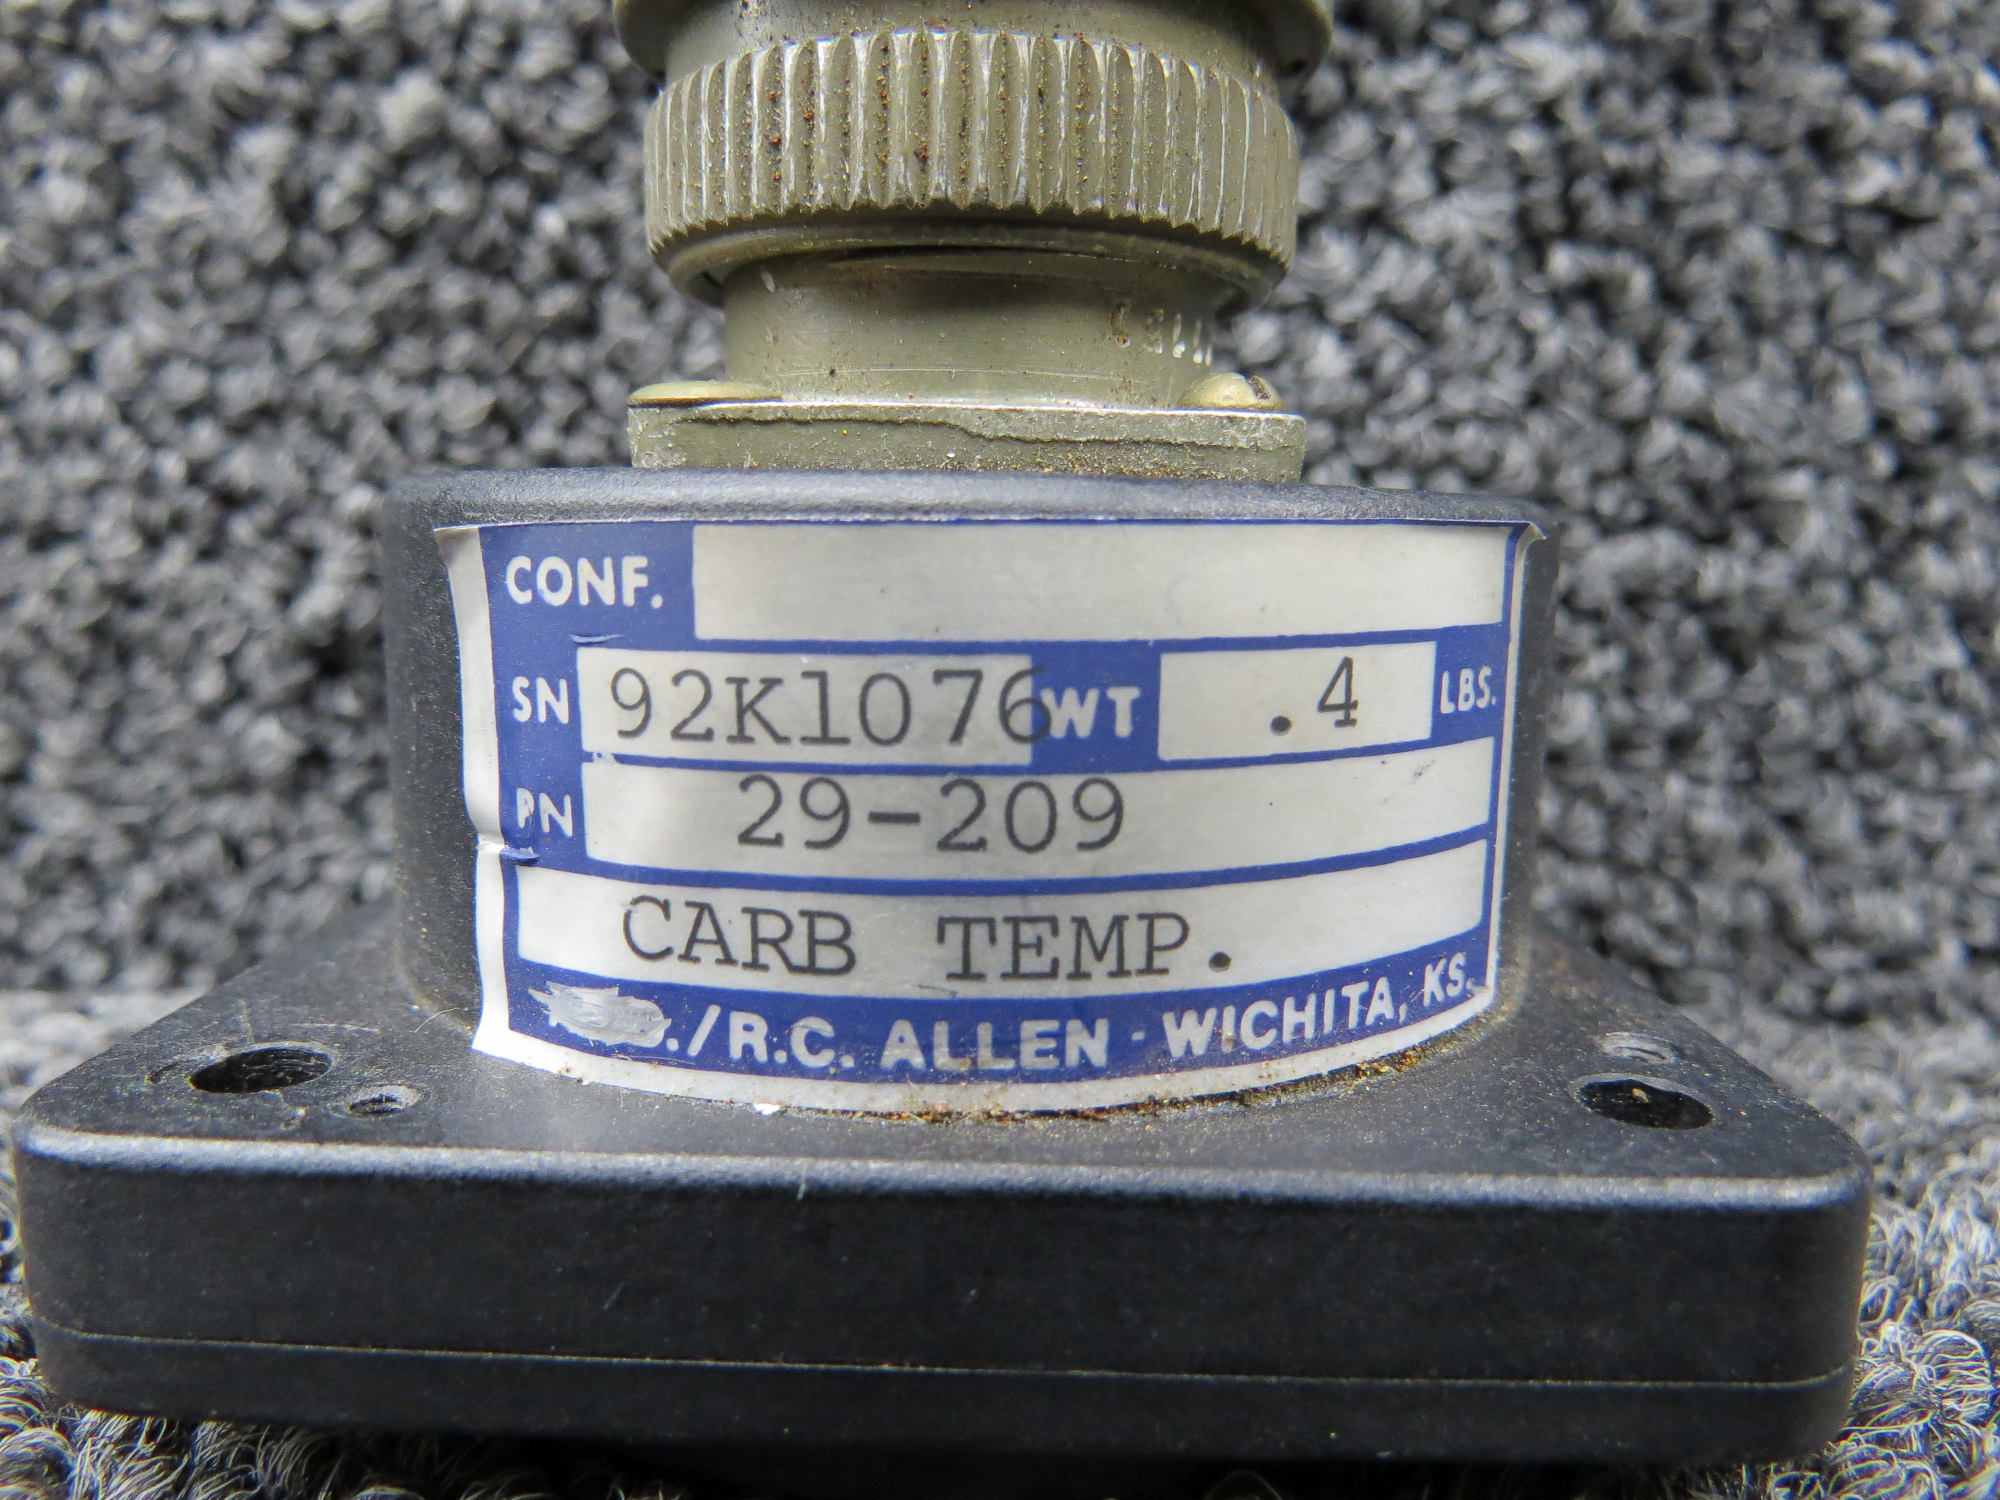 CONF.
SN 92K1076 WT .4 LBS.
PN 29-209
CARB TEMP.
./R.C. ALLEN - WICHITA, KS.